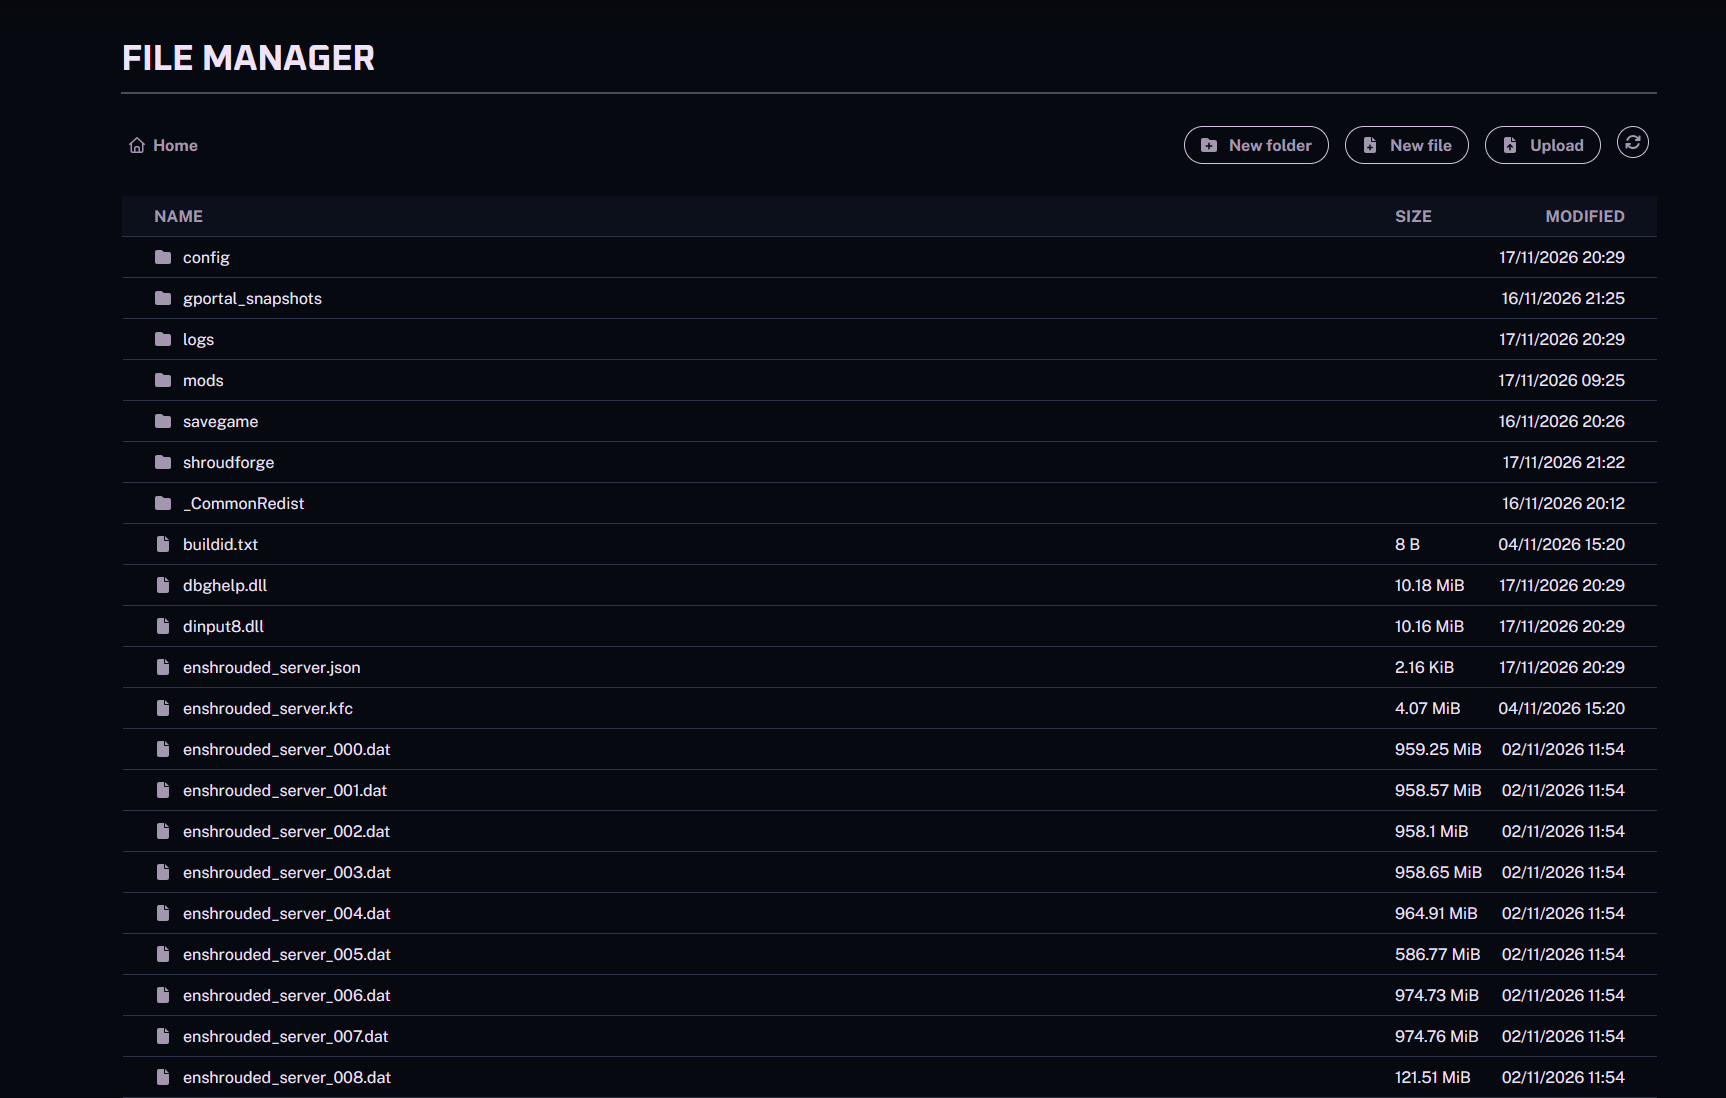 FILE MANAGER
Home New folder New file Upload
NAME SIZE MODIFIED
config 17/11/2026 20:29
gportal_snapshots 16/11/2026 21:25
logs 17/11/2026 20:29
mods 17/11/2026 09:25
savegame 16/11/2026 20:26
shroudforge 17/11/2026 21:22
_CommonRedist 16/11/2026 20:12
buildid.txt 8 B 04/11/2026 15:20
dbghelp.dll 10.18 MiB 17/11/2026 20:29
dinput8.dll 10.16 MiB 17/11/2026 20:29
enshrouded_server.json 2.16 KiB 17/11/2026 20:29
enshrouded_server.kfc 4.07 MiB 04/11/2026 15:20
enshrouded_server_000.dat 959.25 MiB 02/11/2026 11:54
enshrouded_server_001.dat 958.57 MiB 02/11/2026 11:54
enshrouded_server_002.dat 958.1 MiB 02/11/2026 11:54
enshrouded_server_003.dat 958.65 MiB 02/11/2026 11:54
enshrouded_server_004.dat 964.91 MiB 02/11/2026 11:54
enshrouded_server_005.dat 586.77 MiB 02/11/2026 11:54
enshrouded_server_006.dat 974.73 MiB 02/11/2026 11:54
enshrouded_server_007.dat 974.76 MiB 02/11/2026 11:54
enshrouded_server_008.dat 121.51 MiB 02/11/2026 11:54